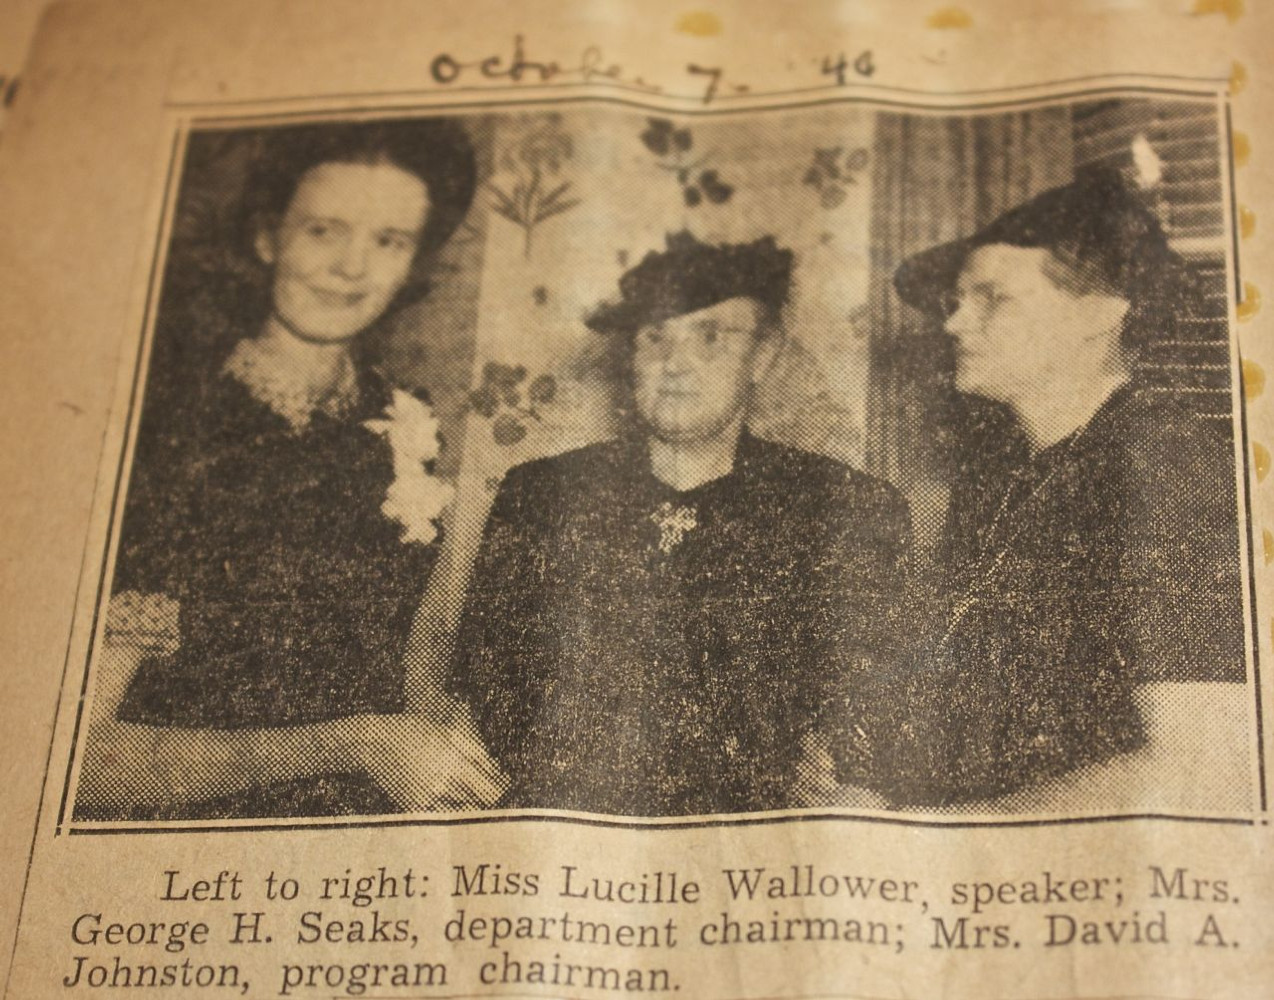 October 7. 46
Left to right: Miss Lucille Wallower, speaker; Mrs.
George H. Seaks, department chairman; Mrs. David A.
Johnston, program chairman.